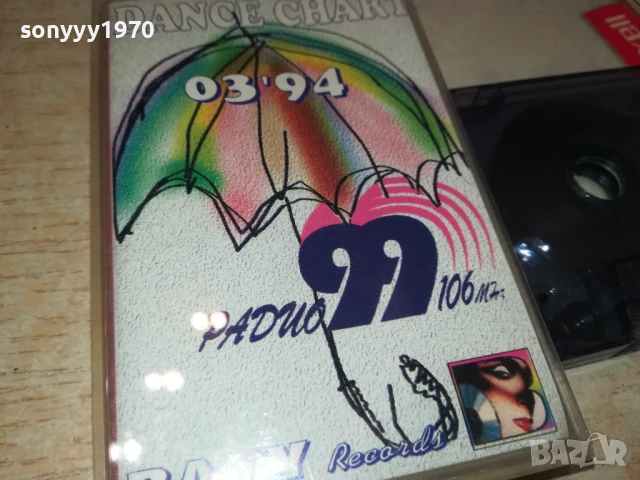 sonyyy1970
DANCE CHART
03'94
РАДИО 99 106 MHz
Records
BAZAR